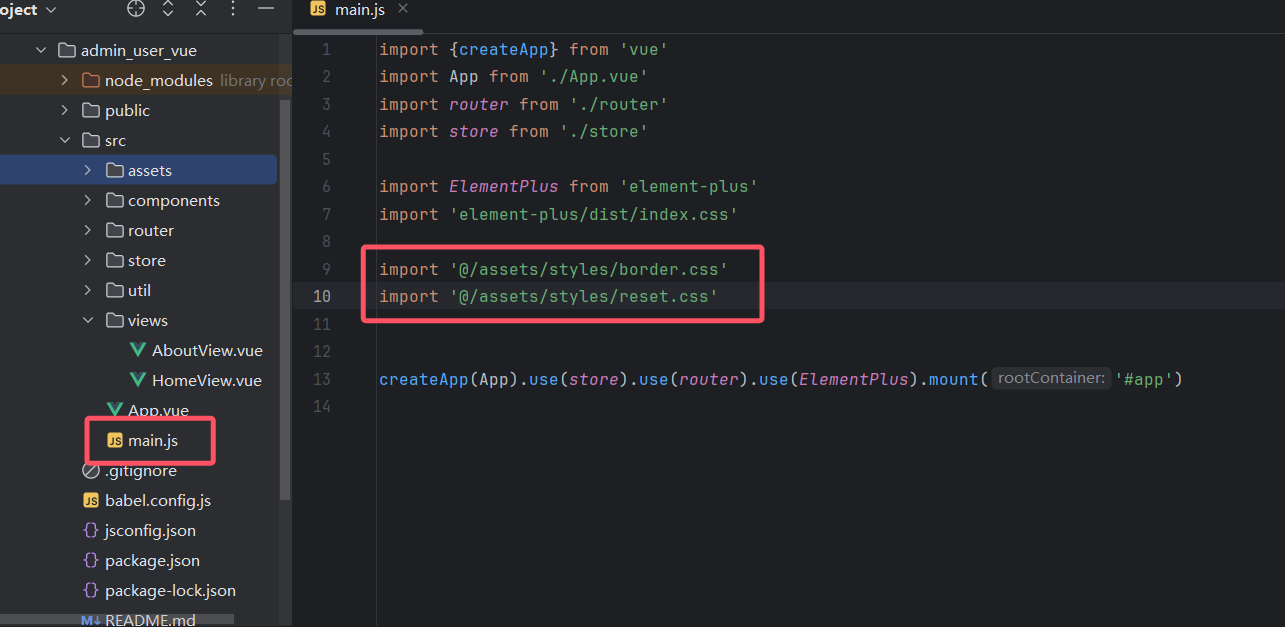 oject
main.js
admin_user_vue
node_modules library roo
public
src
assets
components
router
store
util
views
AboutView.vue
HomeView.vue
App.vue
main.js
.gitignore
babel.config.js
jsconfig.json
package.json
package-lock.json
README.md
1 import {createApp} from 'vue'
2 import App from './App.vue'
3 import router from './router'
4 import store from './store'
5
6 import ElementPlus from 'element-plus'
7 import 'element-plus/dist/index.css'
8
9 import '@/assets/styles/border.css'
10 import '@/assets/styles/reset.css'
11
12
13 createApp(App).use(store).use(router).use(ElementPlus).mount( rootContainer: '#app')
14